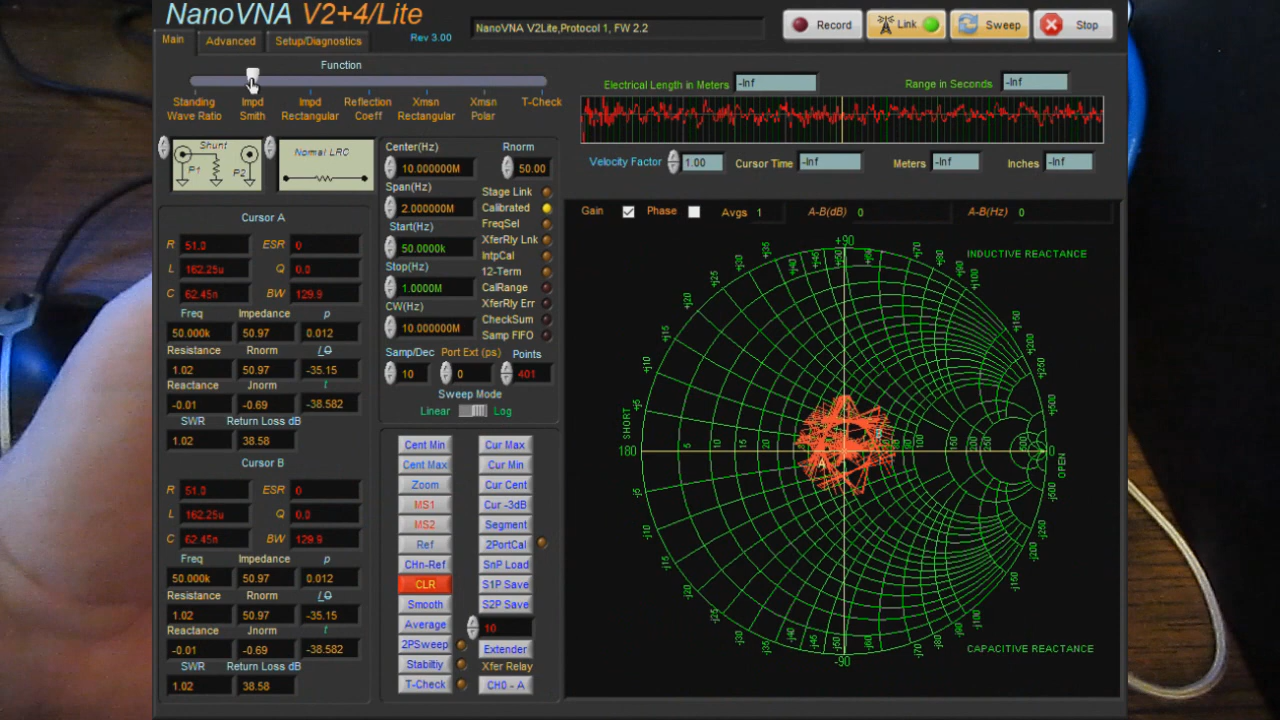 NanoVNA V2+4/Lite
Rev 3.00
NanoVNA V2Lite,Protocol 1, FW 2.2
Record
Link
Sweep
Stop
Main
Advanced
Setup/Diagnostics
Function
Standing Wave Ratio
Impd Smith
Impd Rectangular
Reflection Coeff
Xmsn Rectangular
Xmsn Polar
T-Check
Electrical Length in Meters -Inf
Range in Seconds -Inf
Velocity Factor 1.00
Cursor Time -Inf
Meters -Inf
Inches -Inf
Shunt
P1
P2
Normal LRC
Center(Hz)
10.000000M
Rnorm
50.00
Span(Hz)
2.000000M
Start(Hz)
50.0000k
Stop(Hz)
1.0000M
CW(Hz)
10.000000M
Stage Link
Calibrated
FreqSel
XferRly Lnk
IntpCal
12-Term
CalRange
XferRly Err
CheckSum
Samp FIFO
Samp/Dec
10
Port Ext (ps)
0
Points
401
Sweep Mode
Linear
Log
Cursor A
R 51.0 ESR 0
L 162.25u Q 0.0
C 62.45n BW 129.9
Freq Impedance p
50.000k 50.97 0.012
Resistance Rnorm /Θ
1.02 50.97 -35.15
Reactance Jnorm t
-0.01 -0.69 -38.582
SWR Return Loss dB
1.02 38.58
Cursor B
R 51.0 ESR 0
L 162.25u Q 0.0
C 62.45n BW 129.9
Freq Impedance p
50.000k 50.97 0.012
Resistance Rnorm /Θ
1.02 50.97 -35.15
Reactance Jnorm t
-0.01 -0.69 -38.582
SWR Return Loss dB
1.02 38.58
Cent Min
Cur Max
Cent Max
Cur Min
Zoom
Cur Cent
MS1
Cur -3dB
MS2
Segment
Ref
2PortCal
CHn-Ref
SnP Load
CLR
S1P Save
Smooth
S2P Save
Average
10
2PSweep
Extender
Stabiltiy
Xfer Relay
T-Check
CH0 - A
Gain
Phase
Avgs 1
A-B(dB) 0
A-B(Hz) 0
+90
INDUCTIVE REACTANCE
SHORT
180
0
OPEN
-90
CAPACITIVE REACTANCE